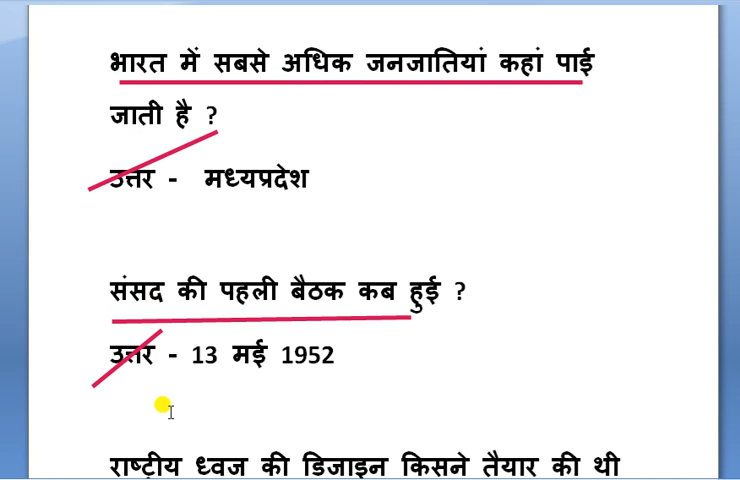 भारत में सबसे अधिक जनजातियां कहां पाई
जाती है ?
उत्तर - मध्यप्रदेश
संसद की पहली बैठक कब हुई ?
उत्तर - 13 मई 1952
राष्ट्रीय ध्वज की डिजाइन किसने तैयार की थी